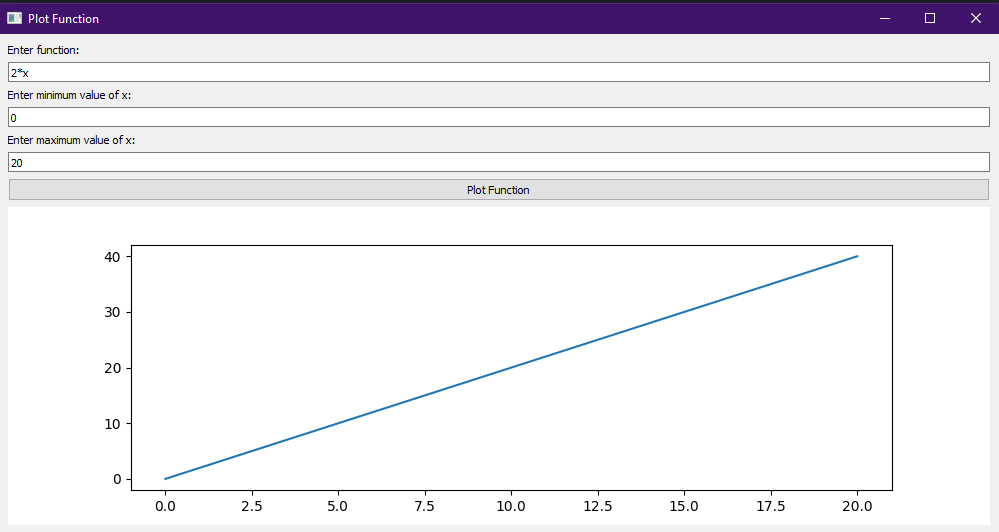 Plot Function
Enter function:
2*x
Enter minimum value of x:
0
Enter maximum value of x:
20
Plot Function
40
30
20
10
0
0.0 2.5 5.0 7.5 10.0 12.5 15.0 17.5 20.0